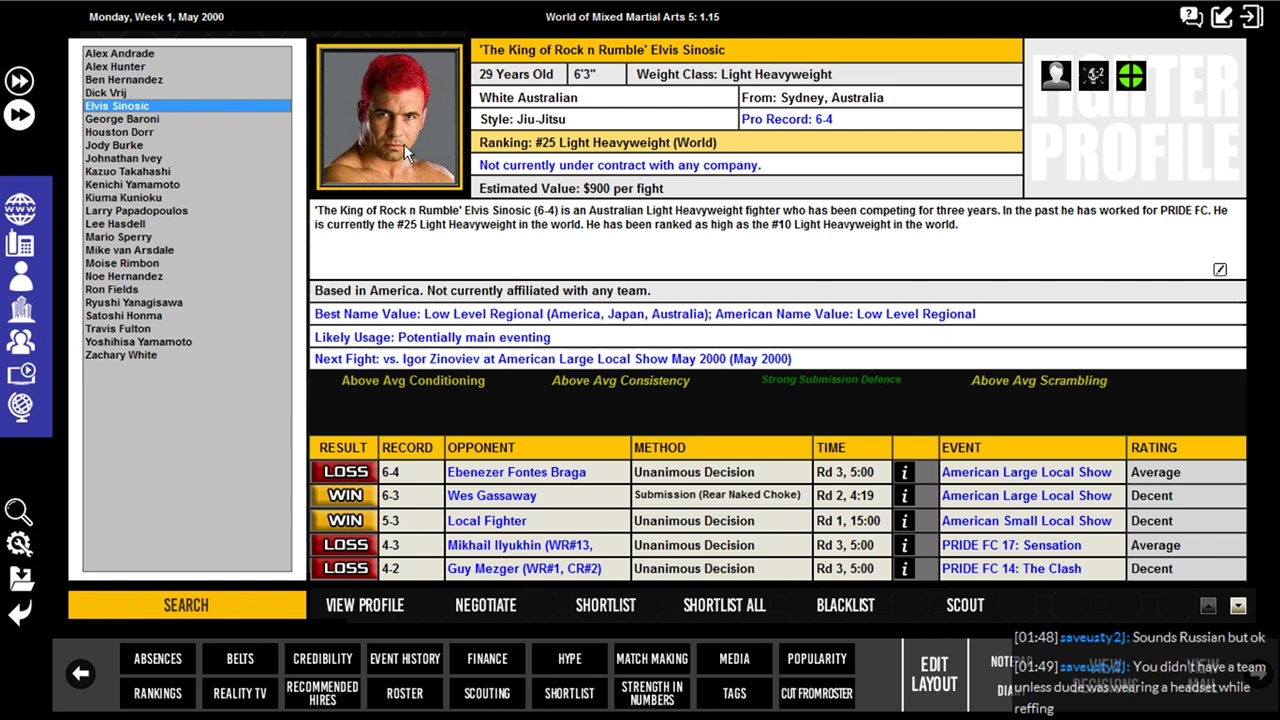 Monday, Week 1, May 2000
World of Mixed Martial Arts 5: 1.15
Alex Andrade
Alex Hunter
Ben Hernandez
Dick Vrij
Elvis Sinosic
George Baroni
Houston Dorr
Jody Burke
Johnathan Ivey
Kazuo Takahashi
Kenichi Yamamoto
Kiuma Kunioku
Larry Papadopoulos
Lee Hasdell
Mario Sperry
Mike van Arsdale
Moise Rimbon
Noe Hernandez
Ron Fields
Ryushi Yanagisawa
Satoshi Honma
Travis Fulton
Yoshihisa Yamamoto
Zachary White
SEARCH
'The King of Rock n Rumble' Elvis Sinosic
29 Years Old
6'3"
Weight Class: Light Heavyweight
White Australian
From: Sydney, Australia
Style: Jiu-Jitsu
Pro Record: 6-4
Ranking: #25 Light Heavyweight (World)
Not currently under contract with any company.
Estimated Value: $900 per fight
FIGHTER
PROFILE
'The King of Rock n Rumble' Elvis Sinosic (6-4) is an Australian Light Heavyweight fighter who has been competing for three years. In the past he has worked for PRIDE FC. He
is currently the #25 Light Heavyweight in the world. He has been ranked as high as the #10 Light Heavyweight in the world.
Based in America. Not currently affiliated with any team.
Best Name Value: Low Level Regional (America, Japan, Australia); American Name Value: Low Level Regional
Likely Usage: Potentially main eventing
Next Fight: vs. Igor Zinoviev at American Large Local Show May 2000 (May 2000)
Above Avg Conditioning
Above Avg Consistency
Strong Submission Defence
Above Avg Scrambling
RESULT RECORD OPPONENT METHOD TIME EVENT RATING
LOSS 6-4 Ebenezer Fontes Braga Unanimous Decision Rd 3, 5:00 i American Large Local Show Average
WIN 6-3 Wes Gassaway Submission (Rear Naked Choke) Rd 2, 4:19 i American Large Local Show Decent
WIN 5-3 Local Fighter Unanimous Decision Rd 1, 15:00 i American Small Local Show Decent
LOSS 4-3 Mikhail Ilyukhin (WR#13, Unanimous Decision Rd 3, 5:00 i PRIDE FC 17: Sensation Average
LOSS 4-2 Guy Mezger (WR#1, CR#2) Unanimous Decision Rd 3, 5:00 i PRIDE FC 14: The Clash Decent
VIEW PROFILE
NEGOTIATE
SHORTLIST
SHORTLIST ALL
BLACKLIST
SCOUT
ABSENCES
BELTS
CREDIBILITY
EVENT HISTORY
FINANCE
HYPE
MATCH MAKING
MEDIA
POPULARITY
RANKINGS
REALITY TV
RECOMMENDED
HIRES
ROSTER
SCOUTING
SHORTLIST
STRENGTH IN
NUMBERS
TAGS
CUT FROM ROSTER
EDIT
LAYOUT
[01:48] saveusty2J: Sounds Russian but ok
[01:49] saveusty2J: You didn't have a team
unless dude was wearing a headset while
reffing